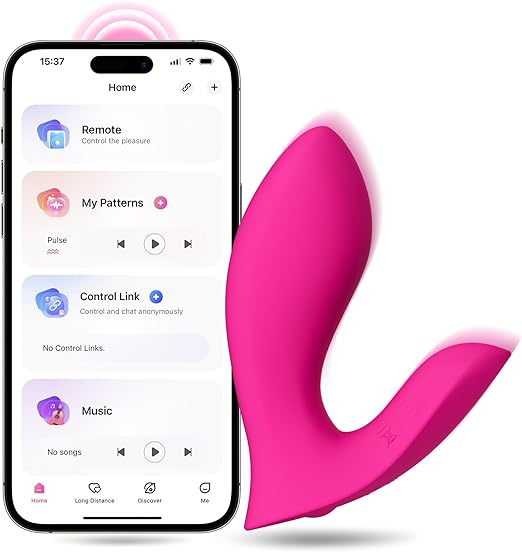 15:37
Home
Remote
Control the pleasure
My Patterns
Pulse
Control Link
Control and chat anonymously
No Control Links.
Music
No songs
Home
Long Distance
Discover
Me